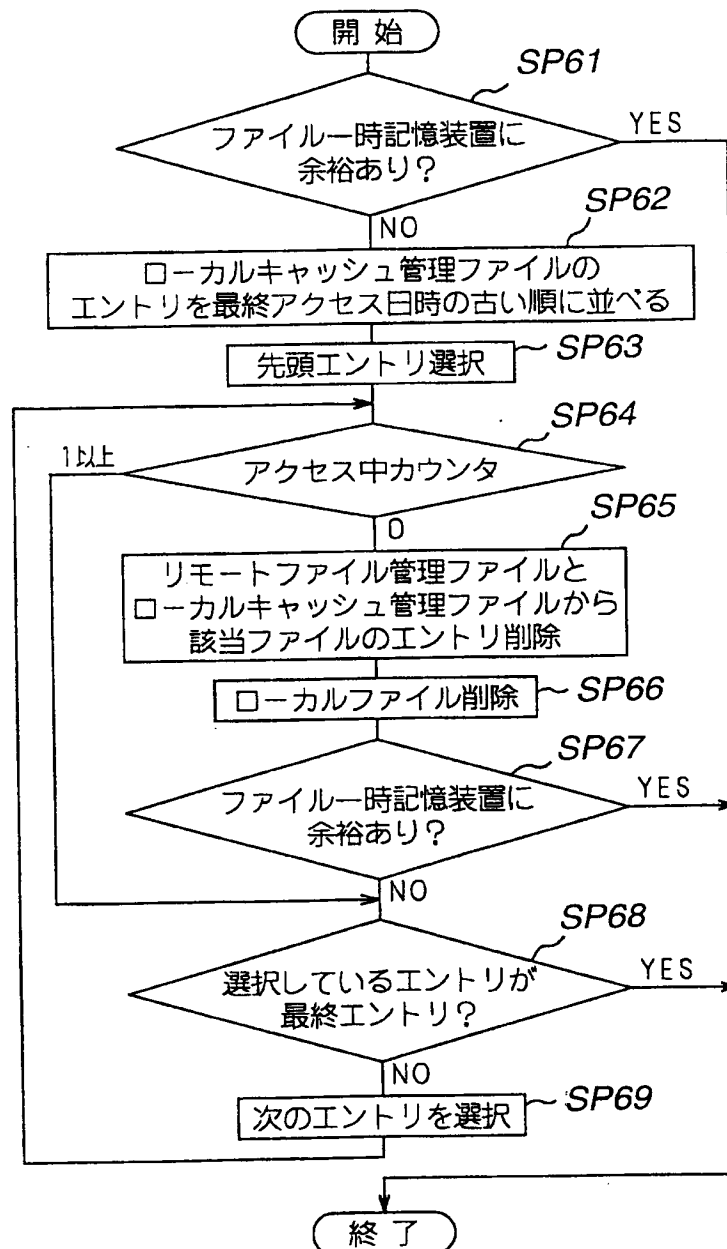 開始
SP61
ファイル一時記憶装置に
余裕あり?
YES
NO
SP62
ローカルキャッシュ管理ファイルの
エントリを最終アクセス日時の古い順に並べる
先頭エントリ選択
SP63
SP64
1以上
アクセス中カウンタ
0
SP65
リモートファイル管理ファイルと
ローカルキャッシュ管理ファイルから
該当ファイルのエントリ削除
ローカルファイル削除
SP66
SP67
ファイル一時記憶装置に
余裕あり?
YES
NO
SP68
選択しているエントリが
最終エントリ?
YES
NO
次のエントリを選択
SP69
終了